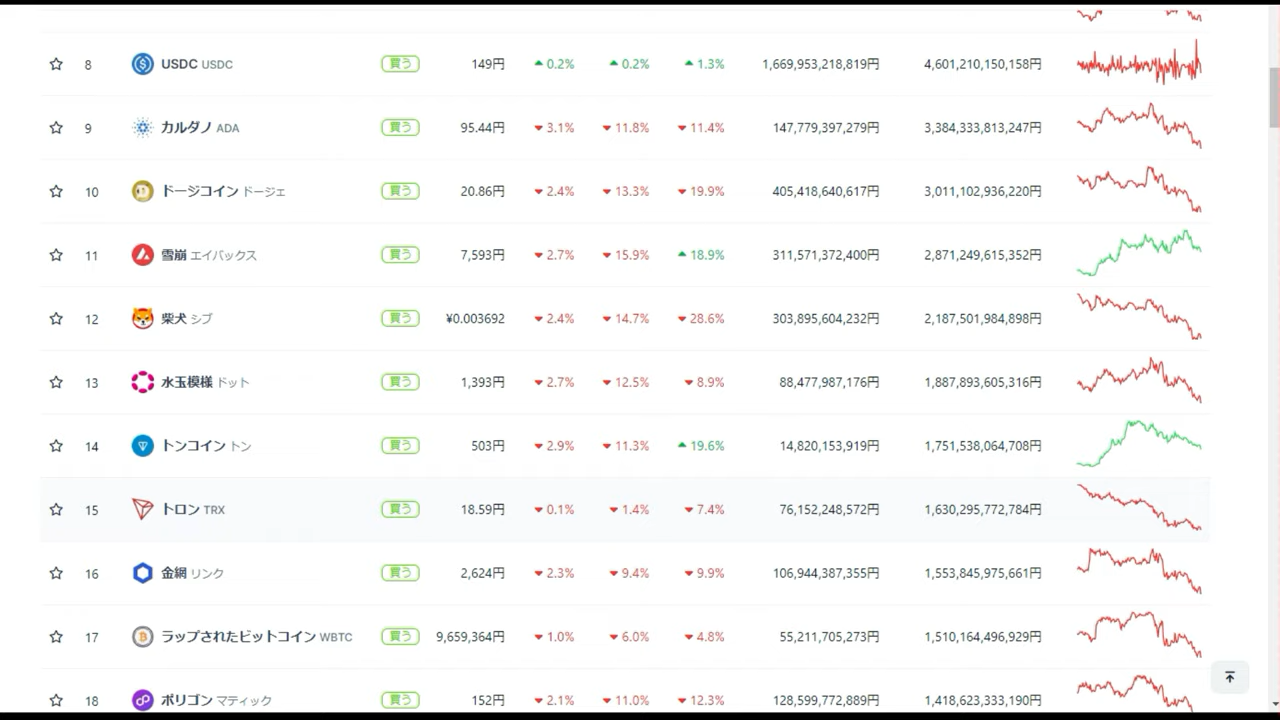 8 USDC USDC 買う 149円 0.2% 0.2% 1.3% 1,669,953,218,819円 4,601,210,150,158円
9 カルダノ ADA 買う 95.44円 3.1% 11.8% 11.4% 147,779,397,279円 3,384,333,813,247円
10 ドージコイン ドージェ 買う 20.86円 2.4% 13.3% 19.9% 405,418,640,617円 3,011,102,936,220円
11 雪崩 エイバックス 買う 7,593円 2.7% 15.9% 18.9% 311,571,372,400円 2,871,249,615,352円
12 柴犬 シブ 買う ¥0.003692 2.4% 14.7% 28.6% 303,895,604,232円 2,187,501,984,898円
13 水玉模様 ドット 買う 1,393円 2.7% 12.5% 8.9% 88,477,987,176円 1,887,893,605,316円
14 トンコイン トン 買う 503円 2.9% 11.3% 19.6% 14,820,153,919円 1,751,538,064,708円
15 トロン TRX 買う 18.59円 0.1% 1.4% 7.4% 76,152,248,572円 1,630,295,772,784円
16 金網 リンク 買う 2,624円 2.3% 9.4% 9.9% 106,944,387,355円 1,553,845,975,661円
17 ラップされたビットコイン WBTC 買う 9,659,364円 1.0% 6.0% 4.8% 55,211,705,273円 1,510,164,496,929円
18 ポリゴン マティック 買う 152円 2.1% 11.0% 12.3% 128,599,772,889円 1,418,623,333,190円